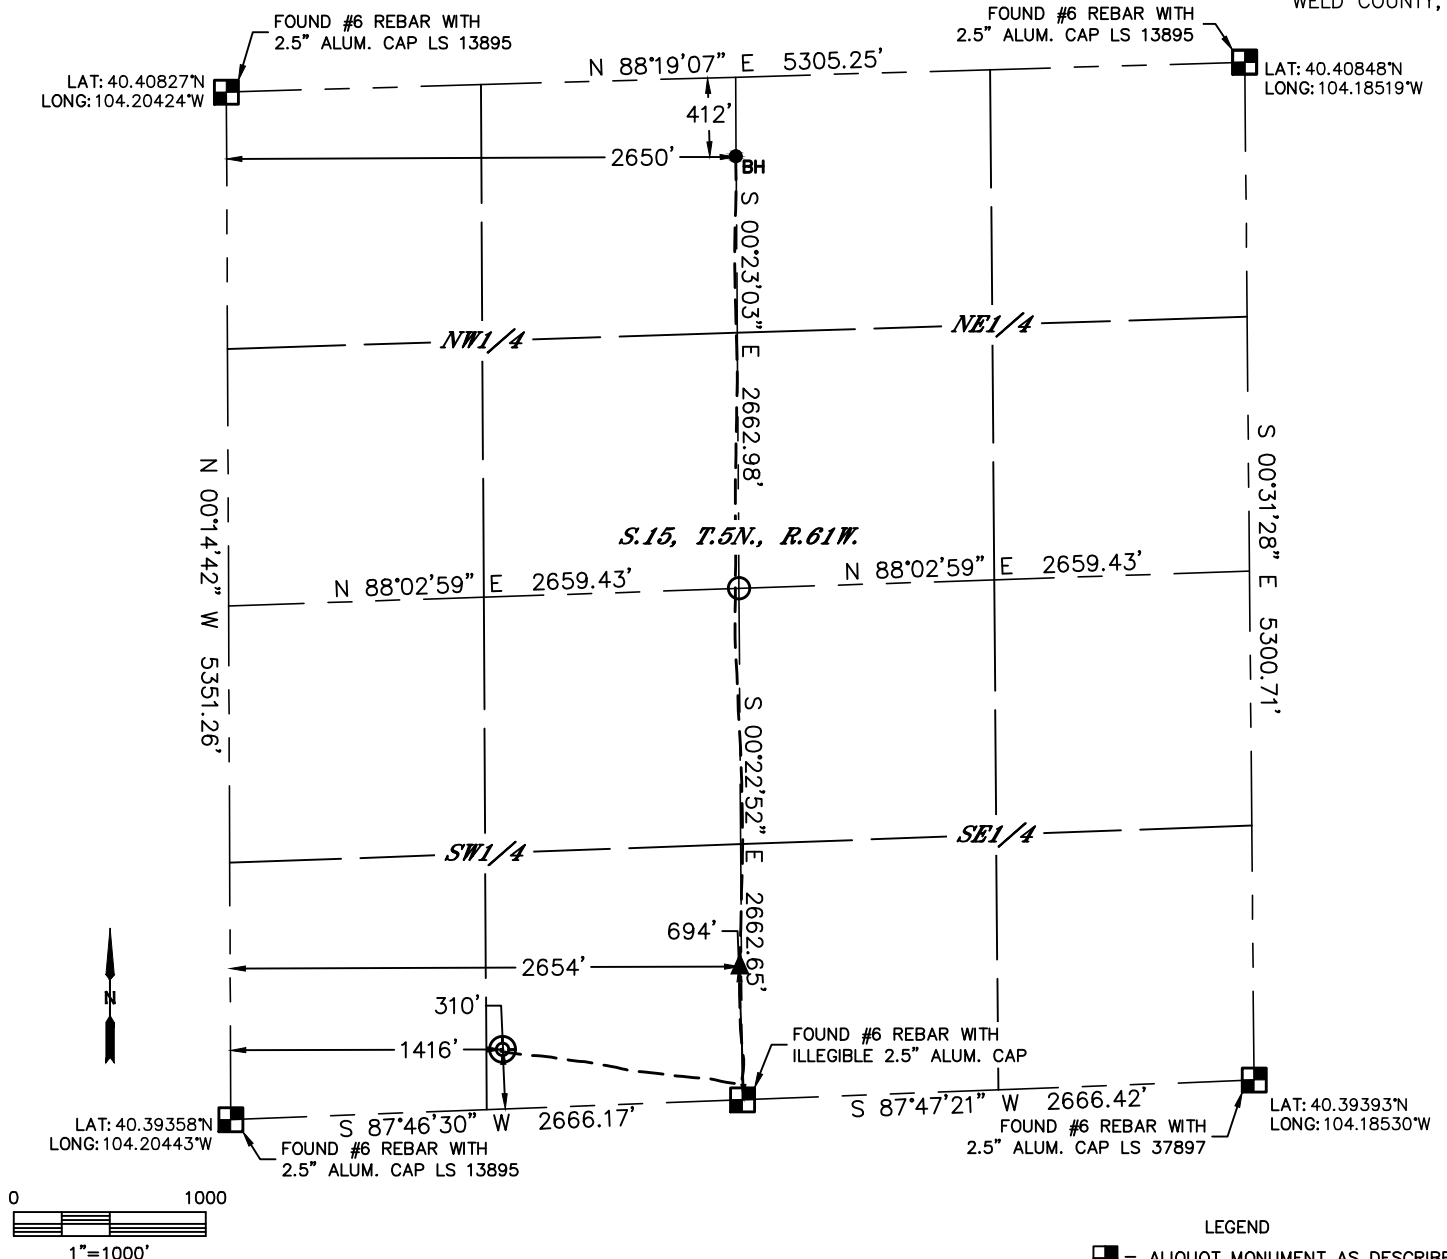 WELD COUNTY,
FOUND #6 REBAR WITH
2.5" ALUM. CAP LS 13895
FOUND #6 REBAR WITH
2.5" ALUM. CAP LS 13895
LAT: 40.40827°N
LONG: 104.20424°W
N 88°19'07" E 5305.25'
LAT: 40.40848°N
LONG: 104.18519°W
412'
2650'
BH
S 00°23'03" E 2662.98'
NW1/4
NE1/4
N 00°14'42" W 5351.26'
S 00°31'28" E 5300.71'
S.15, T.5N., R.61W.
N 88°02'59" E 2659.43'
N 88°02'59" E 2659.43'
S 00°22'52" E 2662.65'
SW1/4
SE1/4
694'
2654'
N
310'
1416'
FOUND #6 REBAR WITH
ILLEGIBLE 2.5" ALUM. CAP
LAT: 40.39358°N
LONG: 104.20443°W
S 87°46'30" W 2666.17'
S 87°47'21" W 2666.42'
LAT: 40.39393°N
LONG: 104.18530°W
FOUND #6 REBAR WITH
2.5" ALUM. CAP LS 13895
FOUND #6 REBAR WITH
2.5" ALUM. CAP LS 37897
0 1000
1"=1000'
LEGEND
= ALIQUOT MONUMENT AS DESCRIBE